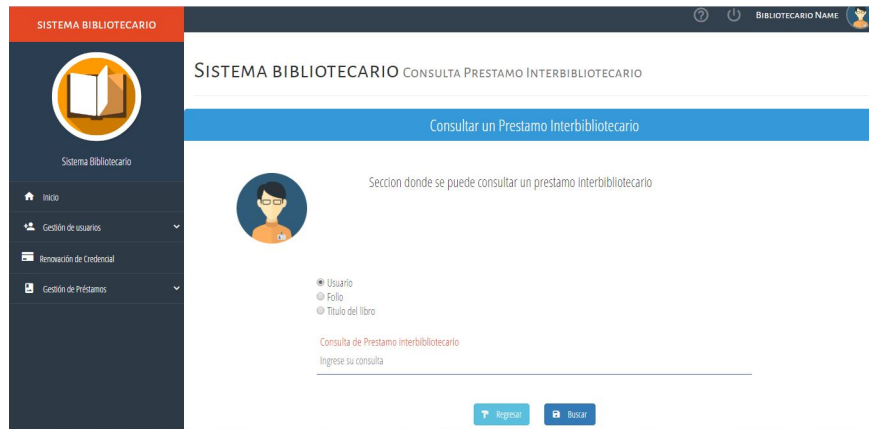 SISTEMA BIBLIOTECARIO
BIBLIOTECARIO NAME
Sistema Bibliotecario
Inicio
Gestión de usuarios
Renovación de Credencial
Gestión de Préstamos
SISTEMA BIBLIOTECARIO CONSULTA PRESTAMO INTERBIBLIOTECARIO
Consultar un Prestamo Interbibliotecario
Seccion donde se puede consultar un prestamo interbibliotecario
Usuario
Folio
Titulo del libro
Consulta de Prestamo interbibliotecario
Ingrese su consulta
Regresar
Buscar